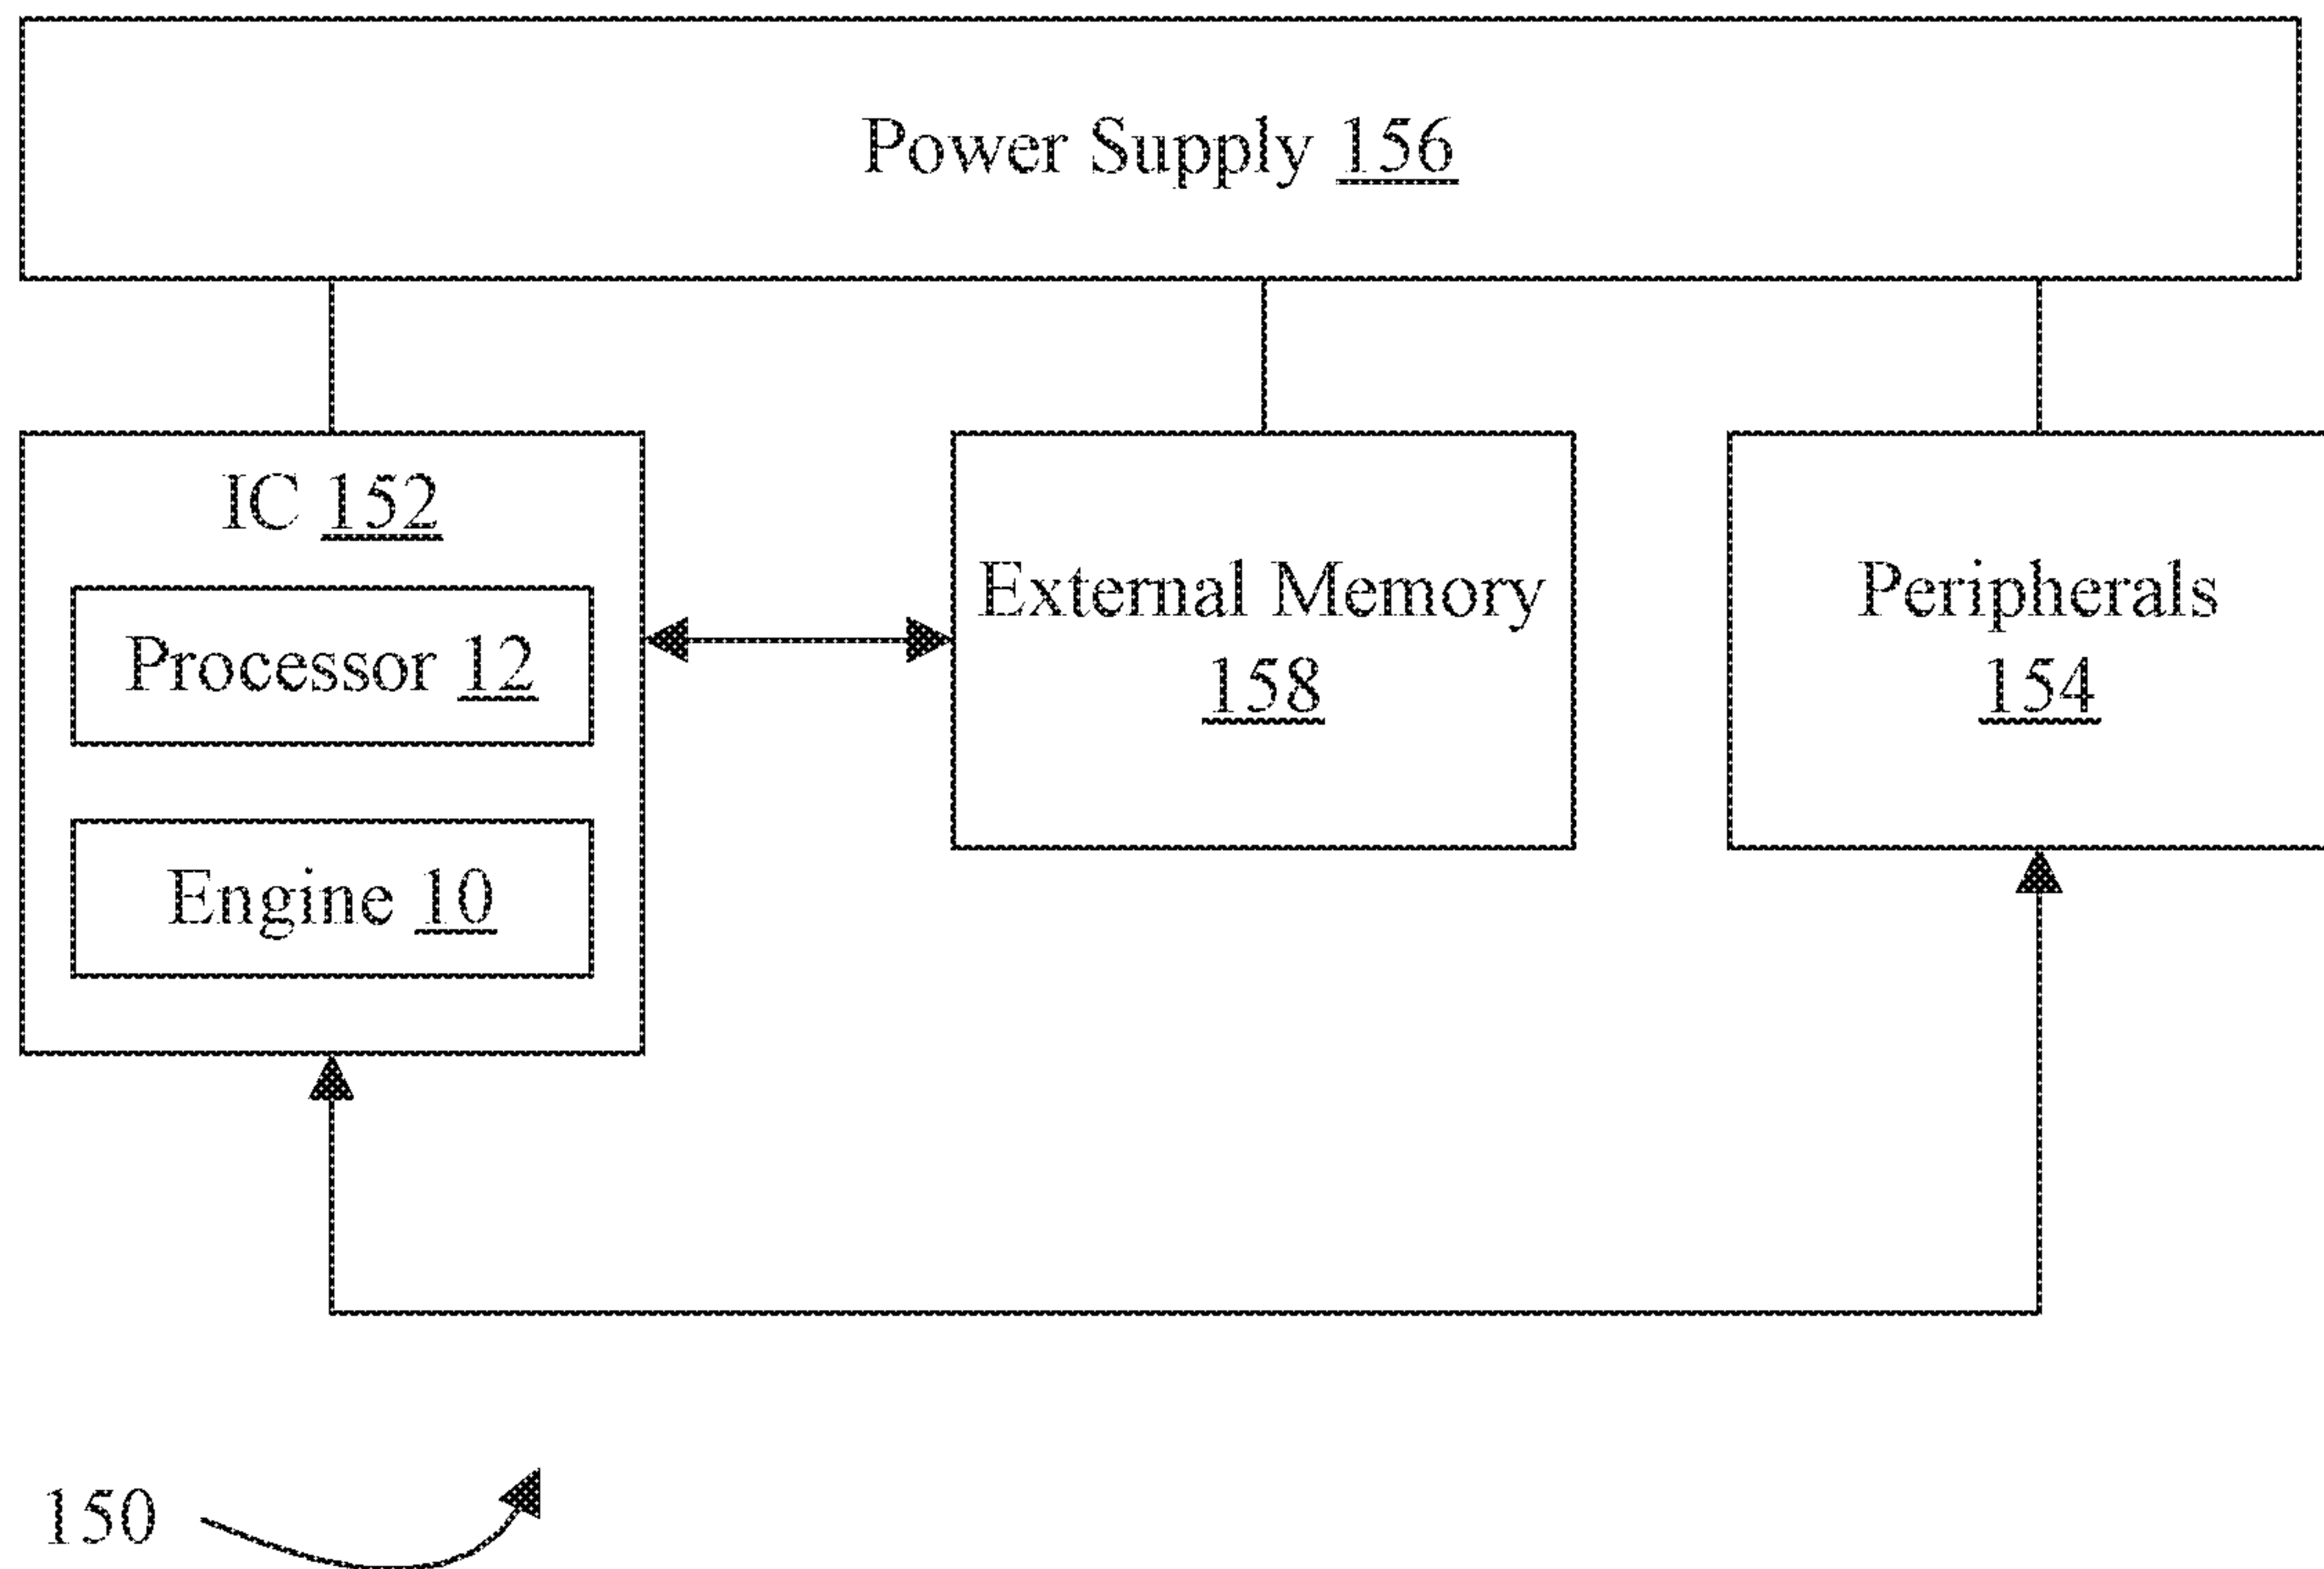 Power Supply 156
IC 152
Processor 12
Engine 10
External Memory
158
Peripherals
154
150